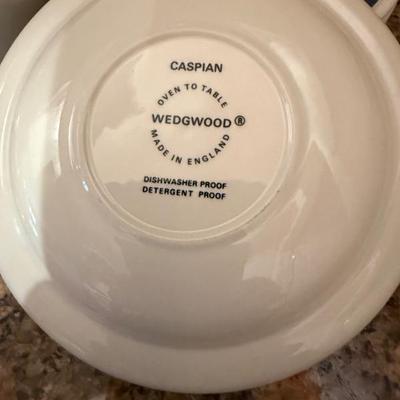 CASPIAN
OVEN TO TABLE
WEDGWOOD®
MADE IN ENGLAND
DISHWASHER PROOF
DETERGENT PROOF